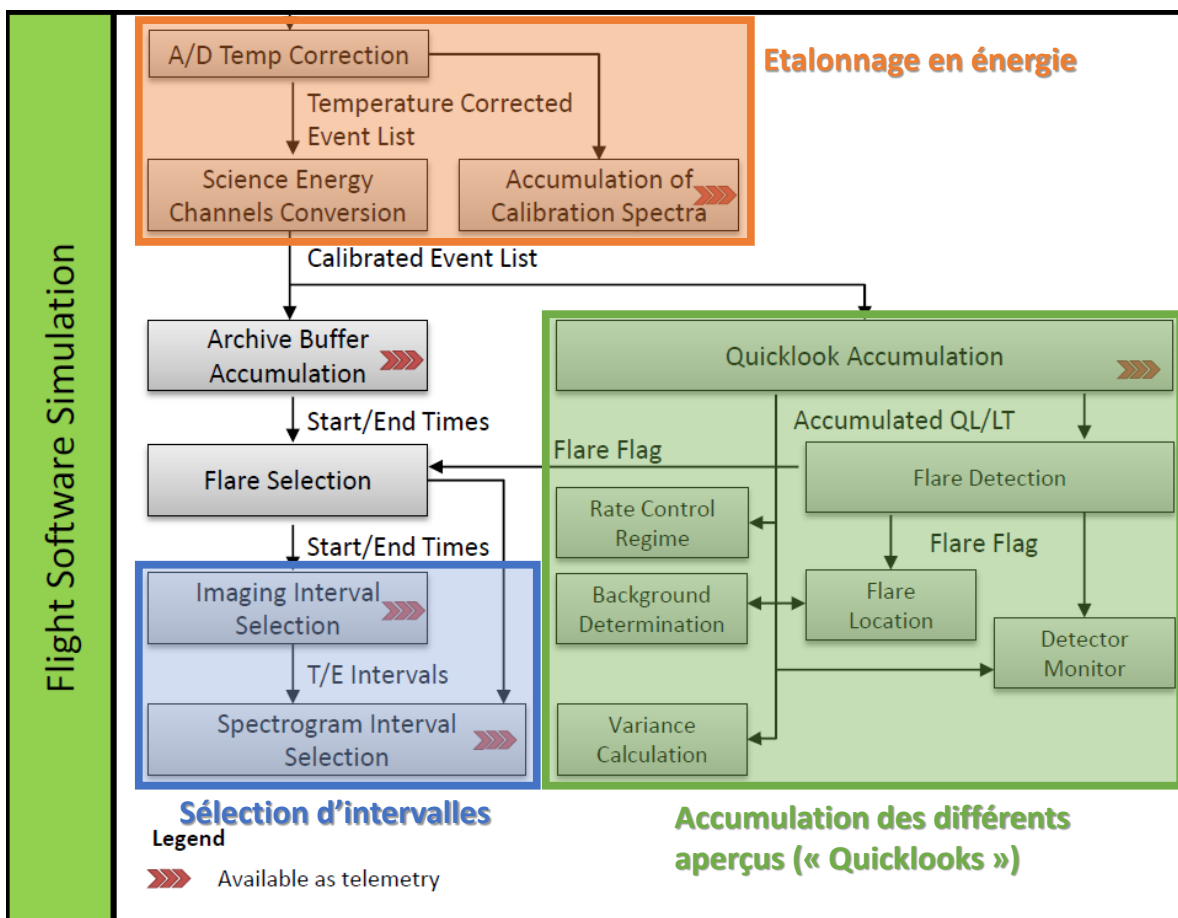 Flight Software Simulation
A/D Temp Correction
Etalonnage en énergie
Temperature Corrected
Event List
Science Energy
Channels Conversion
Accumulation of
Calibration Spectra
Calibrated Event List
Archive Buffer
Accumulation
Quicklook Accumulation
Start/End Times
Accumulated QL/LT
Flare Flag
Flare Selection
Flare Detection
Rate Control
Regime
Start/End Times
Flare Flag
Imaging Interval
Selection
Background
Determination
Flare
Location
Detector
Monitor
T/E Intervals
Spectrogram Interval
Selection
Variance
Calculation
Sélection d’intervalles
Accumulation des différents
aperçus (« Quicklooks »)
Legend
Available as telemetry